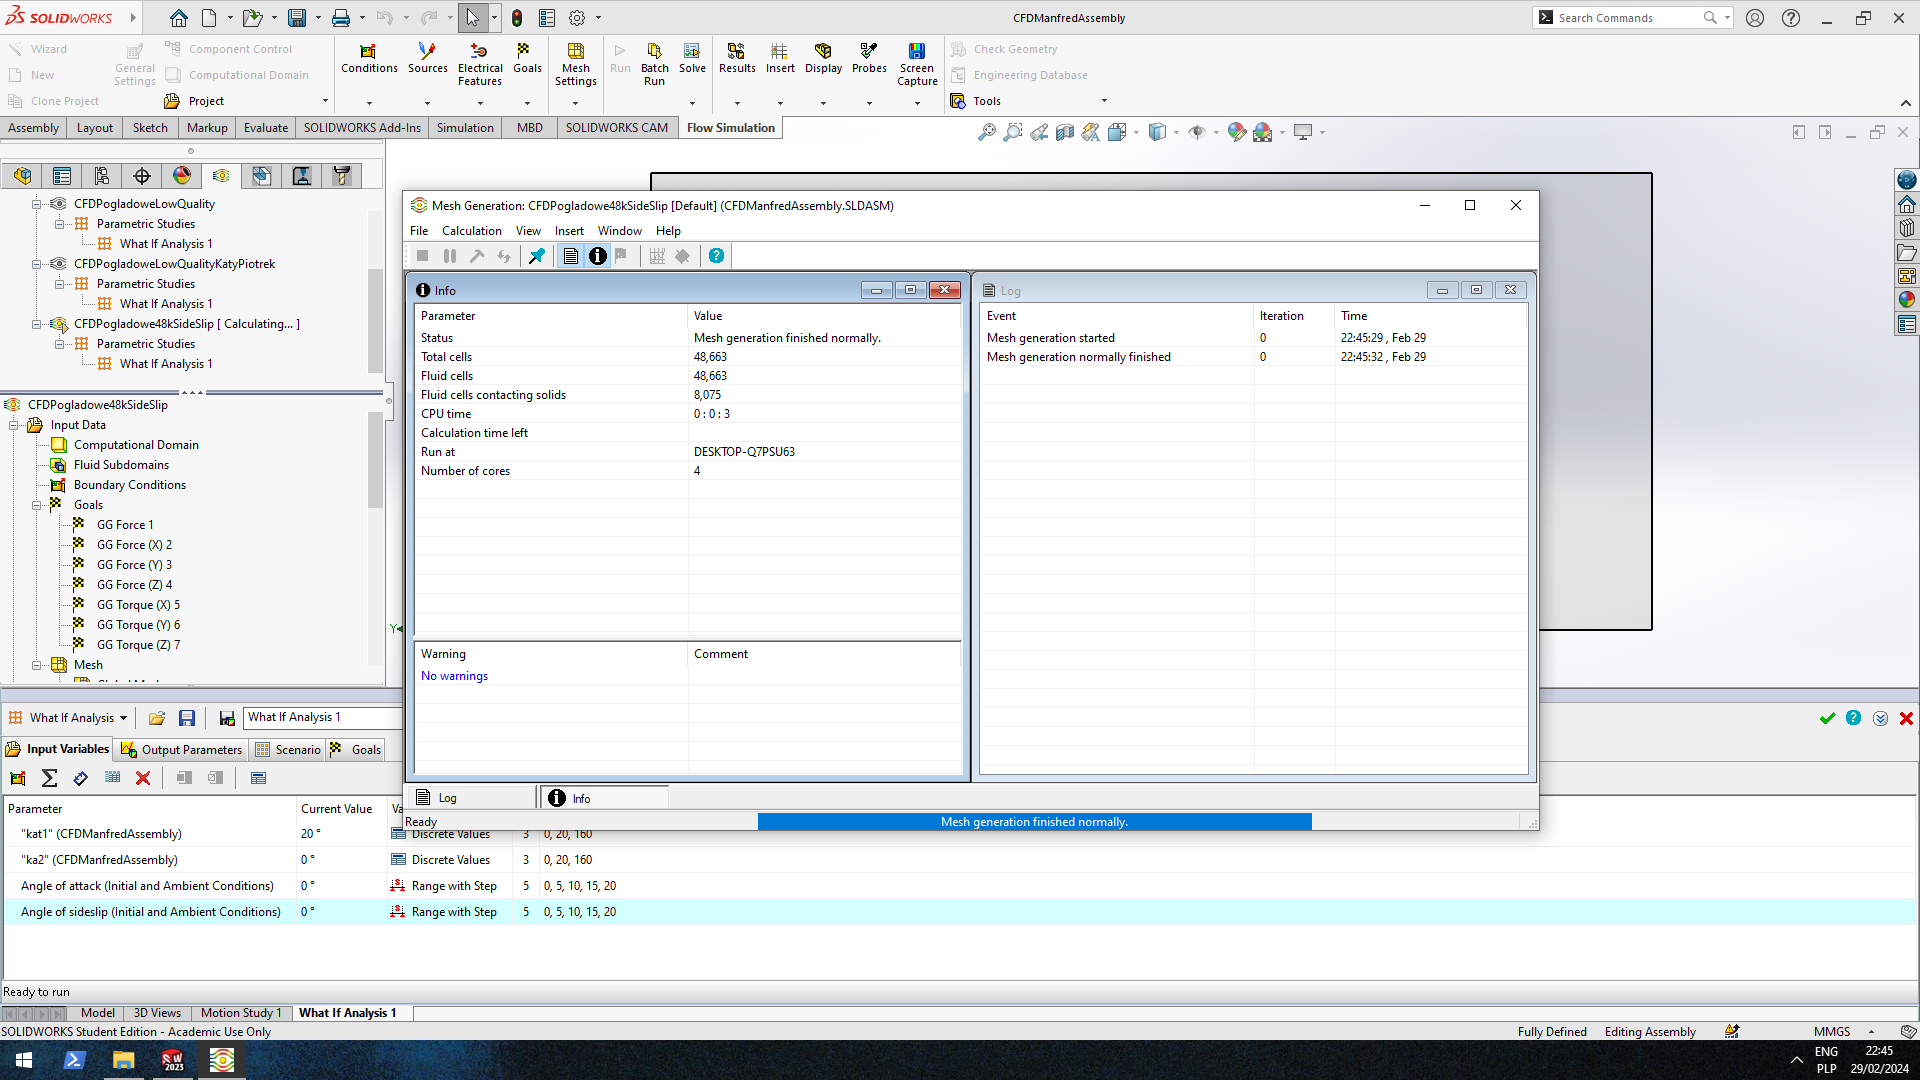 SOLIDWORKS
CFDManfredAssembly
Search Commands
Wizard
New
Clone Project
General Settings
Component Control
Computational Domain
Project
Conditions
Sources
Electrical Features
Goals
Mesh Settings
Run
Batch Run
Solve
Results
Insert
Display
Probes
Screen Capture
Check Geometry
Engineering Database
Tools
Assembly Layout Sketch Markup Evaluate SOLIDWORKS Add-Ins Simulation MBD SOLIDWORKS CAM Flow Simulation
CFDPogladoweLowQuality
Parametric Studies
What If Analysis 1
CFDPogladoweLowQualityKatyPiotrek
Parametric Studies
What If Analysis 1
CFDPogladowe48kSideSlip [ Calculating... ]
Parametric Studies
What If Analysis 1
CFDPogladowe48kSideSlip
Input Data
Computational Domain
Fluid Subdomains
Boundary Conditions
Goals
GG Force 1
GG Force (X) 2
GG Force (Y) 3
GG Force (Z) 4
GG Torque (X) 5
GG Torque (Y) 6
GG Torque (Z) 7
Mesh
Y
Mesh Generation: CFDPogladowe48kSideSlip [Default] (CFDManfredAssembly.SLDASM)
File Calculation View Insert Window Help
Info
Parameter Value
Status Mesh generation finished normally.
Total cells 48,663
Fluid cells 48,663
Fluid cells contacting solids 8,075
CPU time 0 : 0 : 3
Calculation time left
Run at DESKTOP-Q7PSU63
Number of cores 4
Warning Comment
No warnings
Log
Event Iteration Time
Mesh generation started 0 22:45:29 , Feb 29
Mesh generation normally finished 0 22:45:32 , Feb 29
Log Info
Ready Mesh generation finished normally.
What If Analysis What If Analysis 1
Input Variables Output Parameters Scenario Goals
Parameter Current Value Va
"kat1" (CFDManfredAssembly) 20 ° Discrete Values 3 0, 20, 160
"ka2" (CFDManfredAssembly) 0 ° Discrete Values 3 0, 20, 160
Angle of attack (Initial and Ambient Conditions) 0 ° Range with Step 5 0, 5, 10, 15, 20
Angle of sideslip (Initial and Ambient Conditions) 0 ° Range with Step 5 0, 5, 10, 15, 20
Ready to run
Model 3D Views Motion Study 1 What If Analysis 1
SOLIDWORKS Student Edition - Academic Use Only
Fully Defined Editing Assembly MMGS
SW 2023
ENG PLP
22:45
29/02/2024